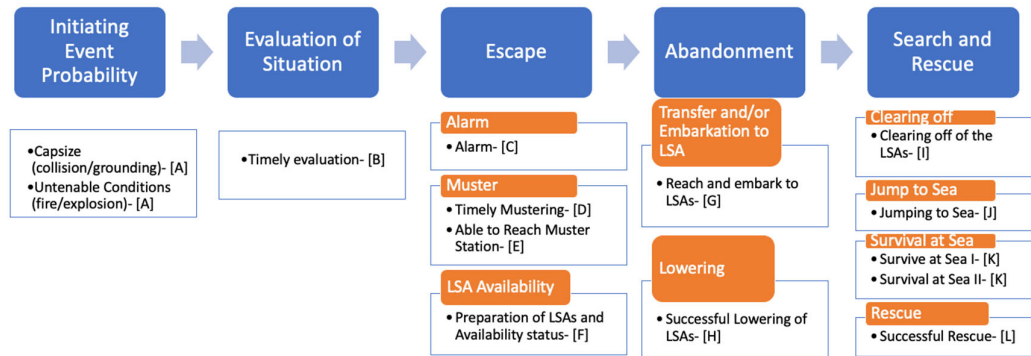 Initiating
Event
Probability
Evaluation of
Situation
Escape
Abandonment
Search and
Rescue
• Capsize
(collision/grounding)- [A]
• Untenable Conditions
(fire/explosion)- [A]
• Timely evaluation- [B]
Alarm
• Alarm- [C]
Muster
• Timely Mustering- [D]
• Able to Reach Muster
Station- [E]
LSA Availability
• Preparation of LSAs and
Availability status- [F]
Transfer and/or
Embarkation to
LSA
• Reach and embark to
LSAs- [G]
Lowering
• Successful Lowering of
LSAs- [H]
Clearing off
• Clearing off of the
LSAs- [I]
Jump to Sea
• Jumping to Sea- [J]
Survival at Sea
• Survive at Sea I- [K]
• Survival at Sea II- [K]
Rescue
• Successful Rescue- [L]